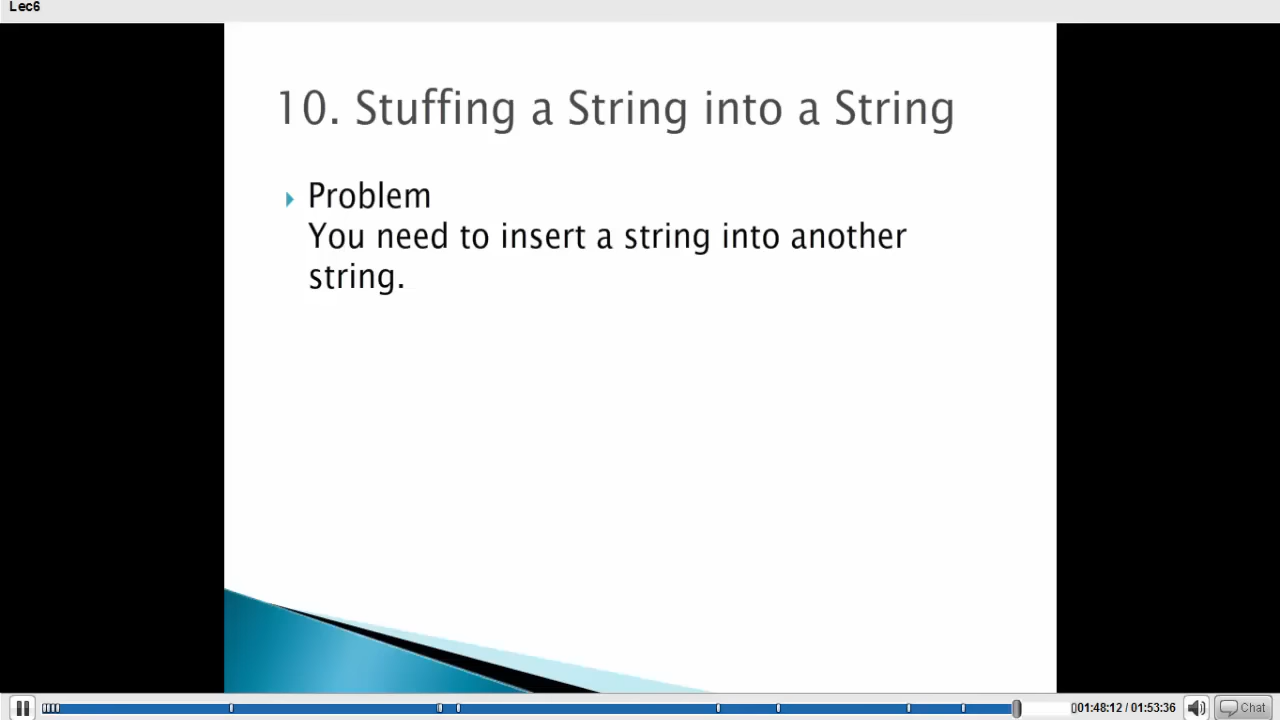 Lec6
10. Stuffing a String into a String
Problem
You need to insert a string into another
string.
01:48:12 / 01:53:36
Chat